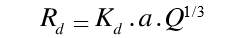 R_d = K_d . a . Q^{1/3}